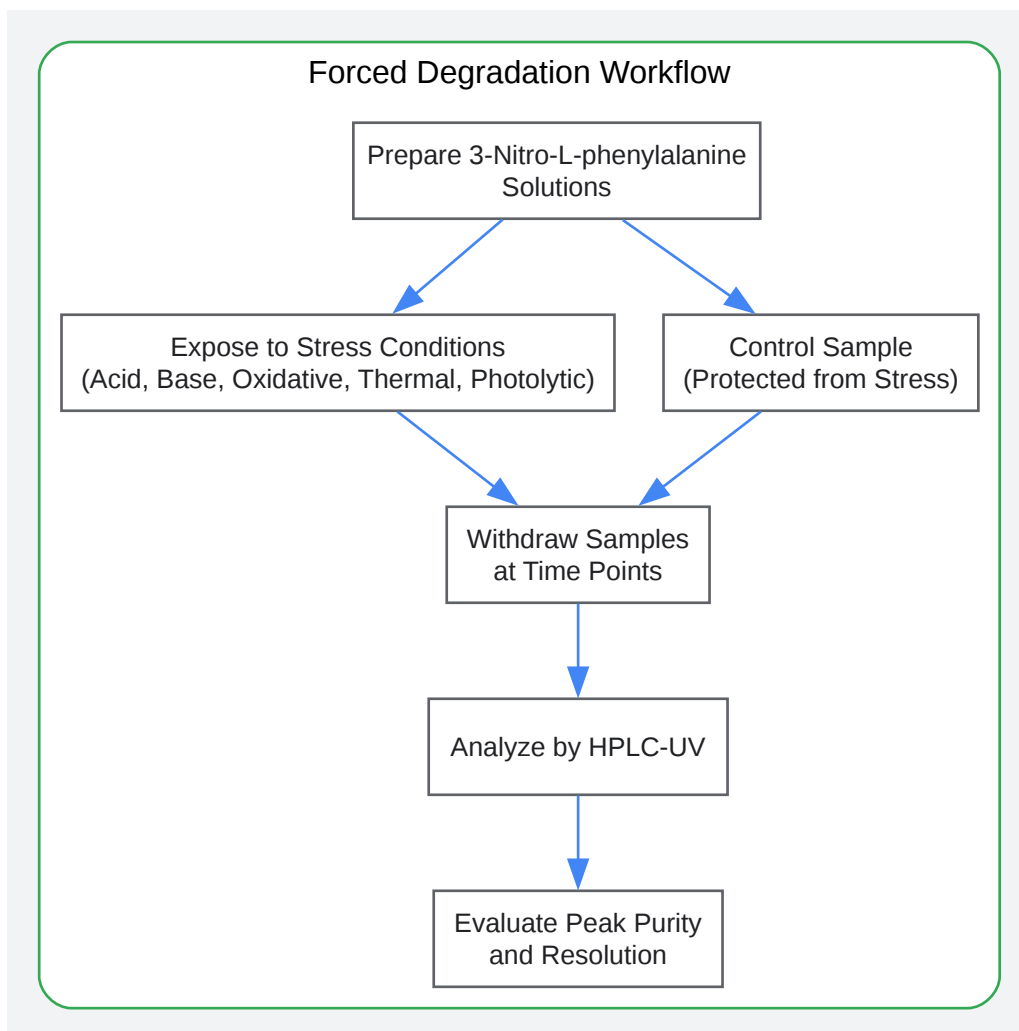 Forced Degradation Workflow
Prepare 3-Nitro-L-phenylalanine
Solutions
Expose to Stress Conditions
(Acid, Base, Oxidative, Thermal, Photolytic)
Control Sample
(Protected from Stress)
Withdraw Samples
at Time Points
Analyze by HPLC-UV
Evaluate Peak Purity
and Resolution